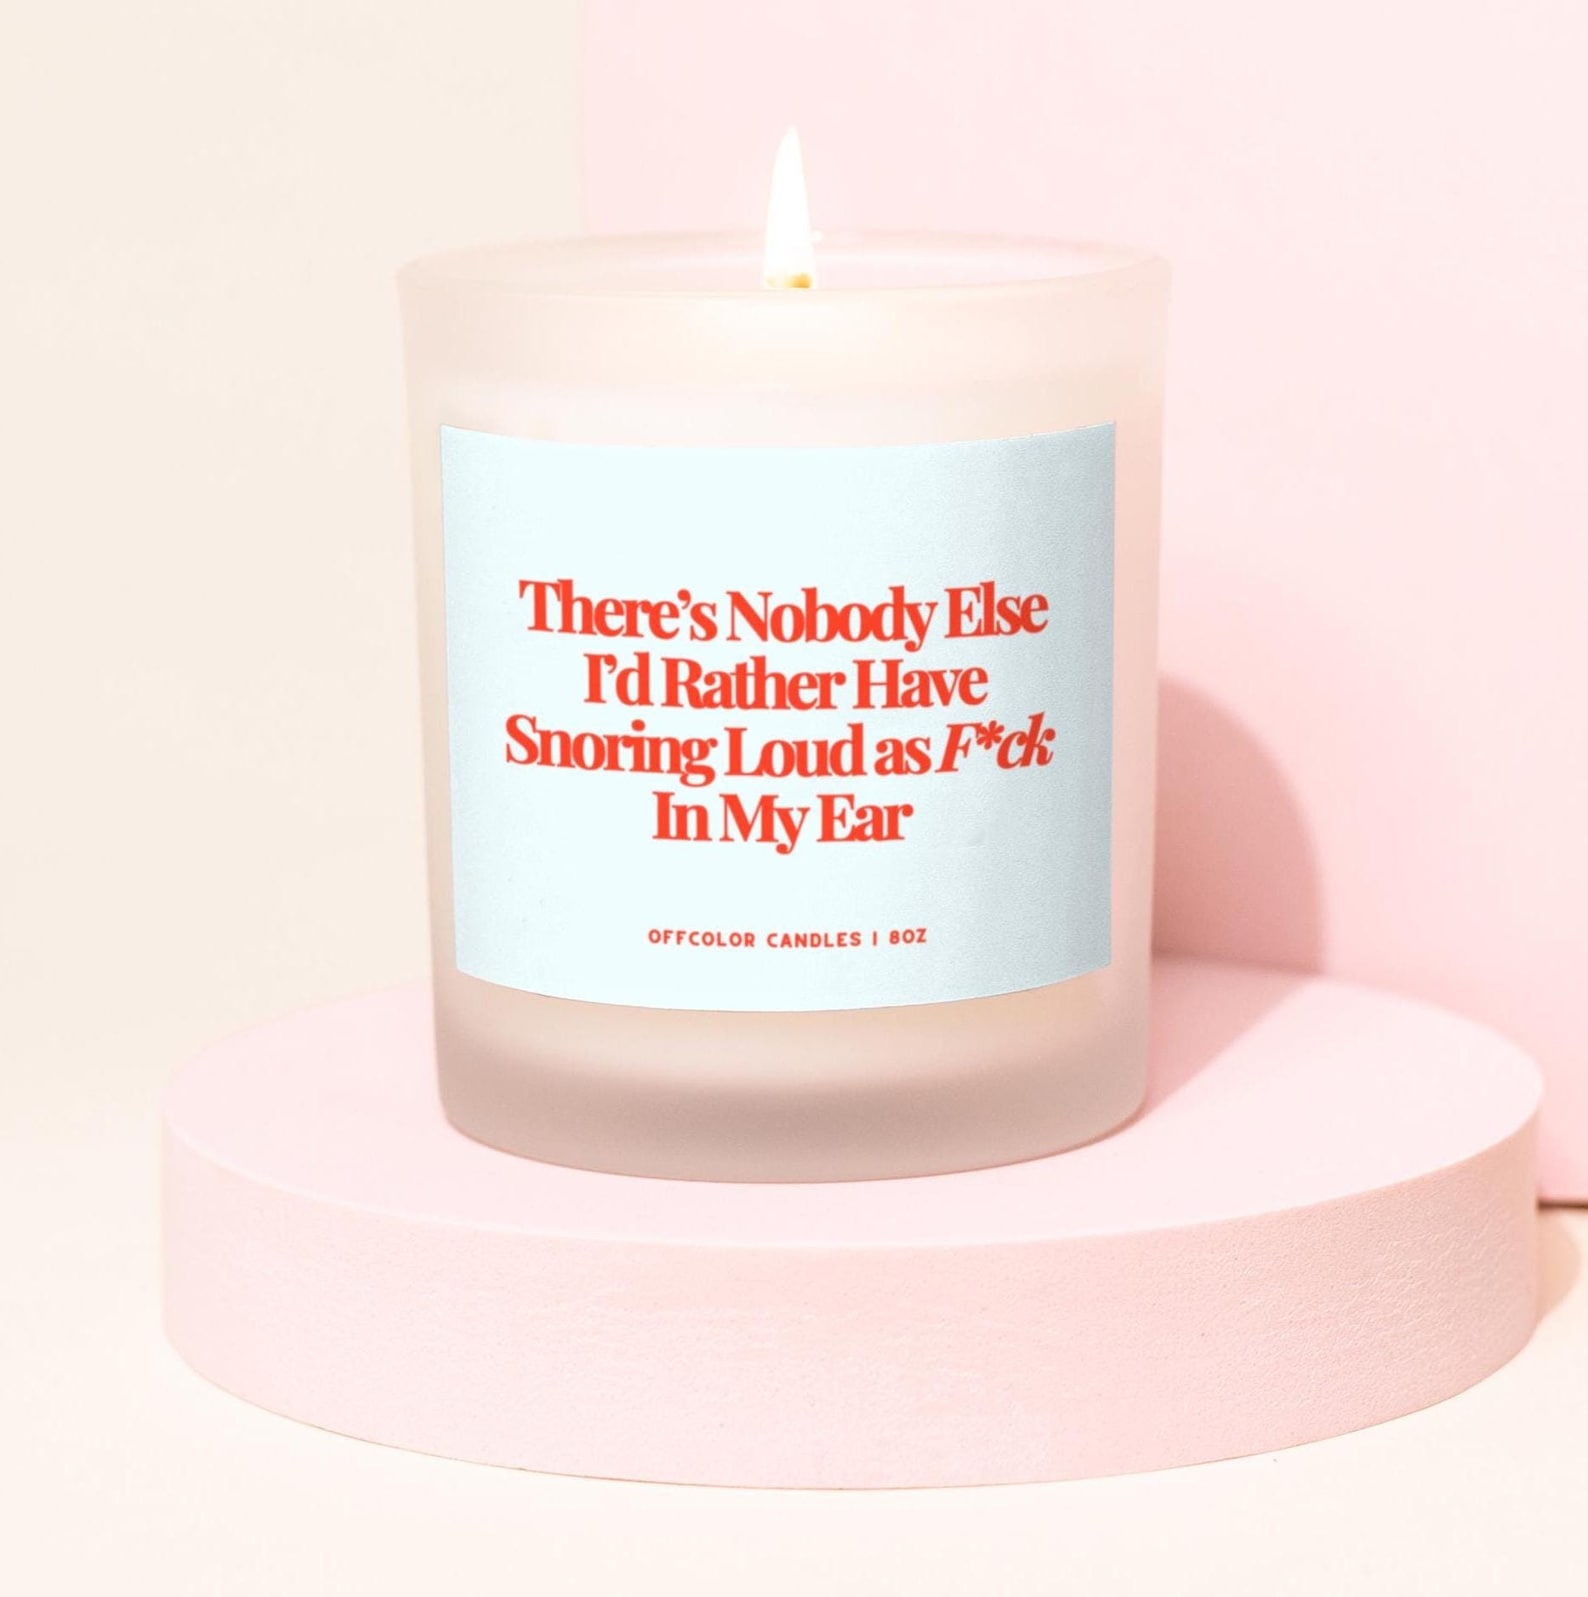 There's Nobody Else
I'd Rather Have
Snoring Loud as F*ck
In My Ear
OFFCOLOR CANDLES | 8OZ